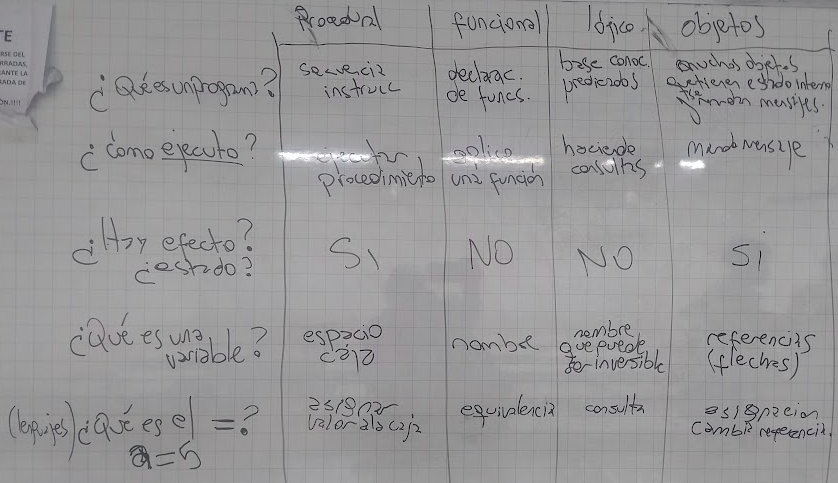 TE
RSE DEL
RRADAS,
ANTE LA
ADA DE
ÓN.!!!!
Procedural funcional lógico objetos
¿Qué es un programa? secuencia instrucc declarac. de funcs. base conoc. predicados muchos objetos que tienen estado interno y se mandan mensajes.
¿Cómo ejecuto? ejecutar procedimiento aplico una función haciendo consultas mando mensaje
¿Hay efecto? ¿estado? SI NO NO SI
¿Qué es una variable? espacio caja nombre nombre que puede ser inversible referencias (flechas)
(lenguajes) ¿Qué es el =? a=5 asignar valor a la caja equivalencia consulta asignación cambia referencia.